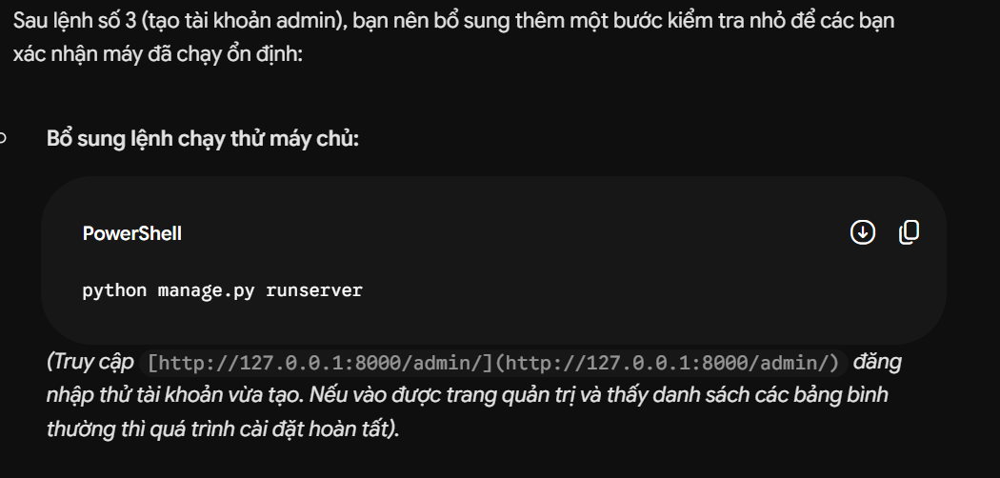 Sau lệnh số 3 (tạo tài khoản admin), bạn nên bổ sung thêm một bước kiểm tra nhỏ để các bạn
xác nhận máy đã chạy ổn định:
Bổ sung lệnh chạy thử máy chủ:
PowerShell
python manage.py runserver
(Truy cập [http://127.0.0.1:8000/admin/](http://127.0.0.1:8000/admin/) đăng
nhập thử tài khoản vừa tạo. Nếu vào được trang quản trị và thấy danh sách các bảng bình
thường thì quá trình cài đặt hoàn tất).